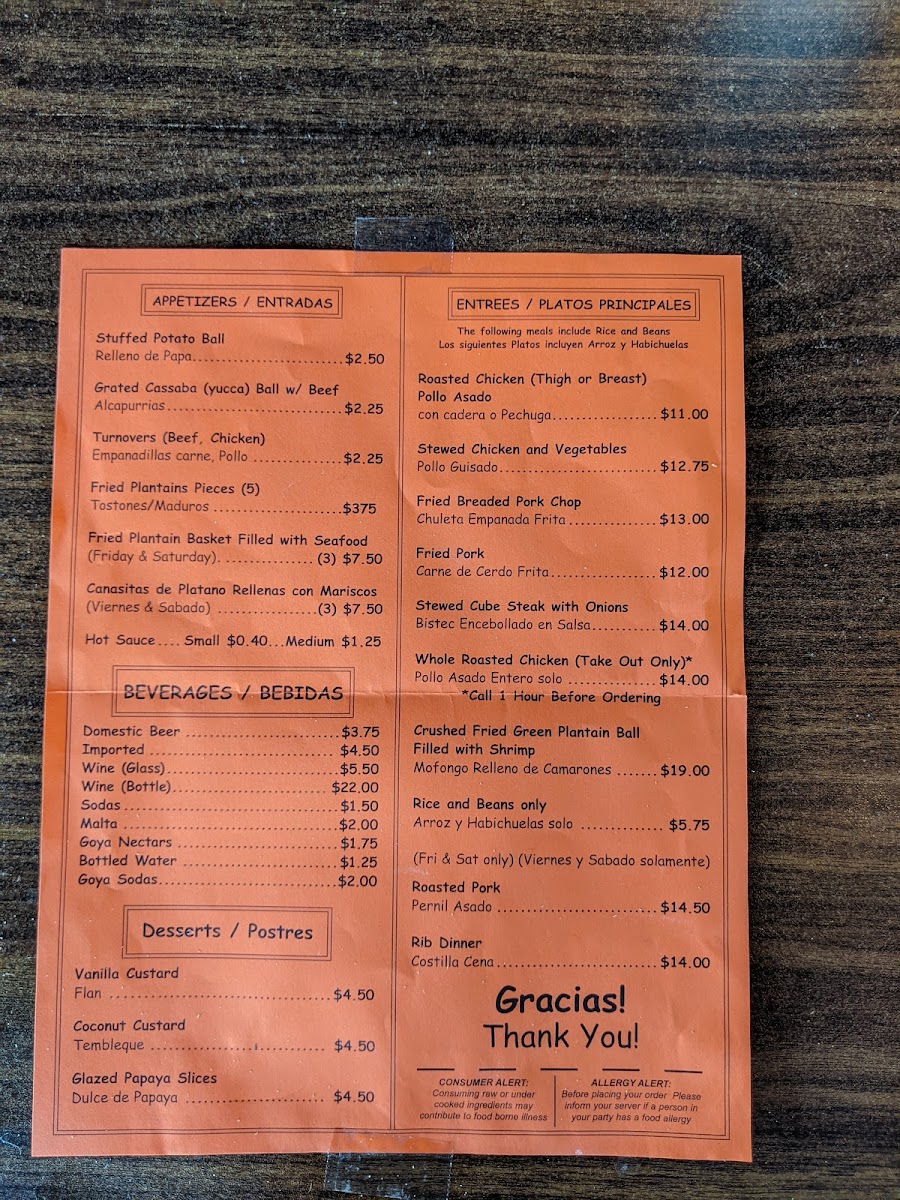 APPETIZERS / ENTRADAS
Stuffed Potato Ball
Relleno de Papa..........................$2.50
Grated Cassaba (yucca) Ball w/ Beef
Alcapurrias..............................$2.25
Turnovers (Beef, Chicken)
Empanadillas carne, Pollo ...............$2.25
Fried Plantains Pieces (5)
Tostones/Maduros ......................$375
Fried Plantain Basket Filled with Seafood
(Friday & Saturday)................. (3) $7.50
Canasitas de Platano Rellenas con Mariscos
(Viernes & Sabado) .................(3) $7.50
Hot Sauce.... Small $0.40...Medium $1.25
BEVERAGES / BEBIDAS
Domestic Beer ...........................$3.75
Imported ................................$4.50
Wine (Glass).............................$5.50
Wine (Bottle)..........................$22.00
Sodas ...................................$1.50
Malta ...................................$2.00
Goya Nectars ............................$1.75
Bottled Water ...........................$1.25
Goya Sodas...............................$2.00
Desserts / Postres
Vanilla Custard
Flan ....................................$4.50
Coconut Custard
Tembleque ............................... $4.50
Glazed Papaya Slices
Dulce de Papaya .........................$4.50
ENTREES / PLATOS PRINCIPALES
The following meals include Rice and Beans
Los siguientes Platos incluyen Arroz y Habichuelas
Roasted Chicken (Thigh or Breast)
Pollo Asado
con cadera o Pechuga.................$11.00
Stewed Chicken and Vegetables
Pollo Guisado..........................$12.75
Fried Breaded Pork Chop
Chuleta Empanada Frita ..............$13.00
Fried Pork
Carne de Cerdo Frita.................$12.00
Stewed Cube Steak with Onions
Bistec Encebollado en Salsa..........$14.00
Whole Roasted Chicken (Take Out Only)*
Pollo Asado Entero solo ..............$14.00
*Call 1 Hour Before Ordering
Crushed Fried Green Plantain Ball
Filled with Shrimp
Mofongo Relleno de Camarones .......$19.00
Rice and Beans only
Arroz y Habichuelas solo ............. $5.75
(Fri & Sat only) (Viernes y Sabado solamente)
Roasted Pork
Pernil Asado ...........................$14.50
Rib Dinner
Costilla Cena...........................$14.00
Gracias!
Thank You!
CONSUMER ALERT:
Consuming raw or under
cooked ingredients may
contribute to food borne illness
ALLERGY ALERT:
Before placing your order Please
inform your server if a person in
your party has a food allergy